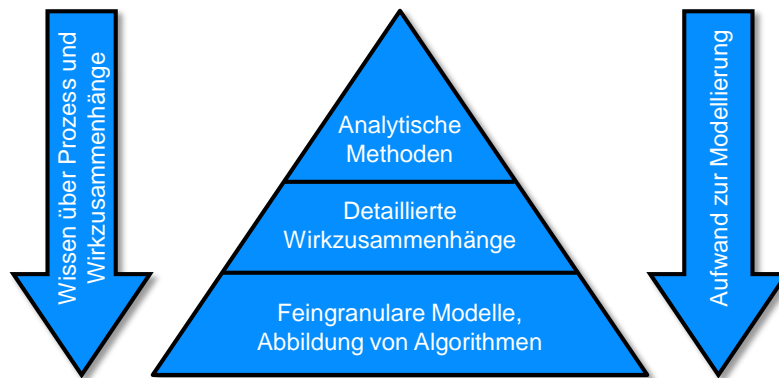 Wissen über Prozess und
Wirkzusammenhänge
Analytische
Methoden
Detaillierte
Wirkzusammenhänge
Feingranulare Modelle,
Abbildung von Algorithmen
Aufwand zur Modellierung